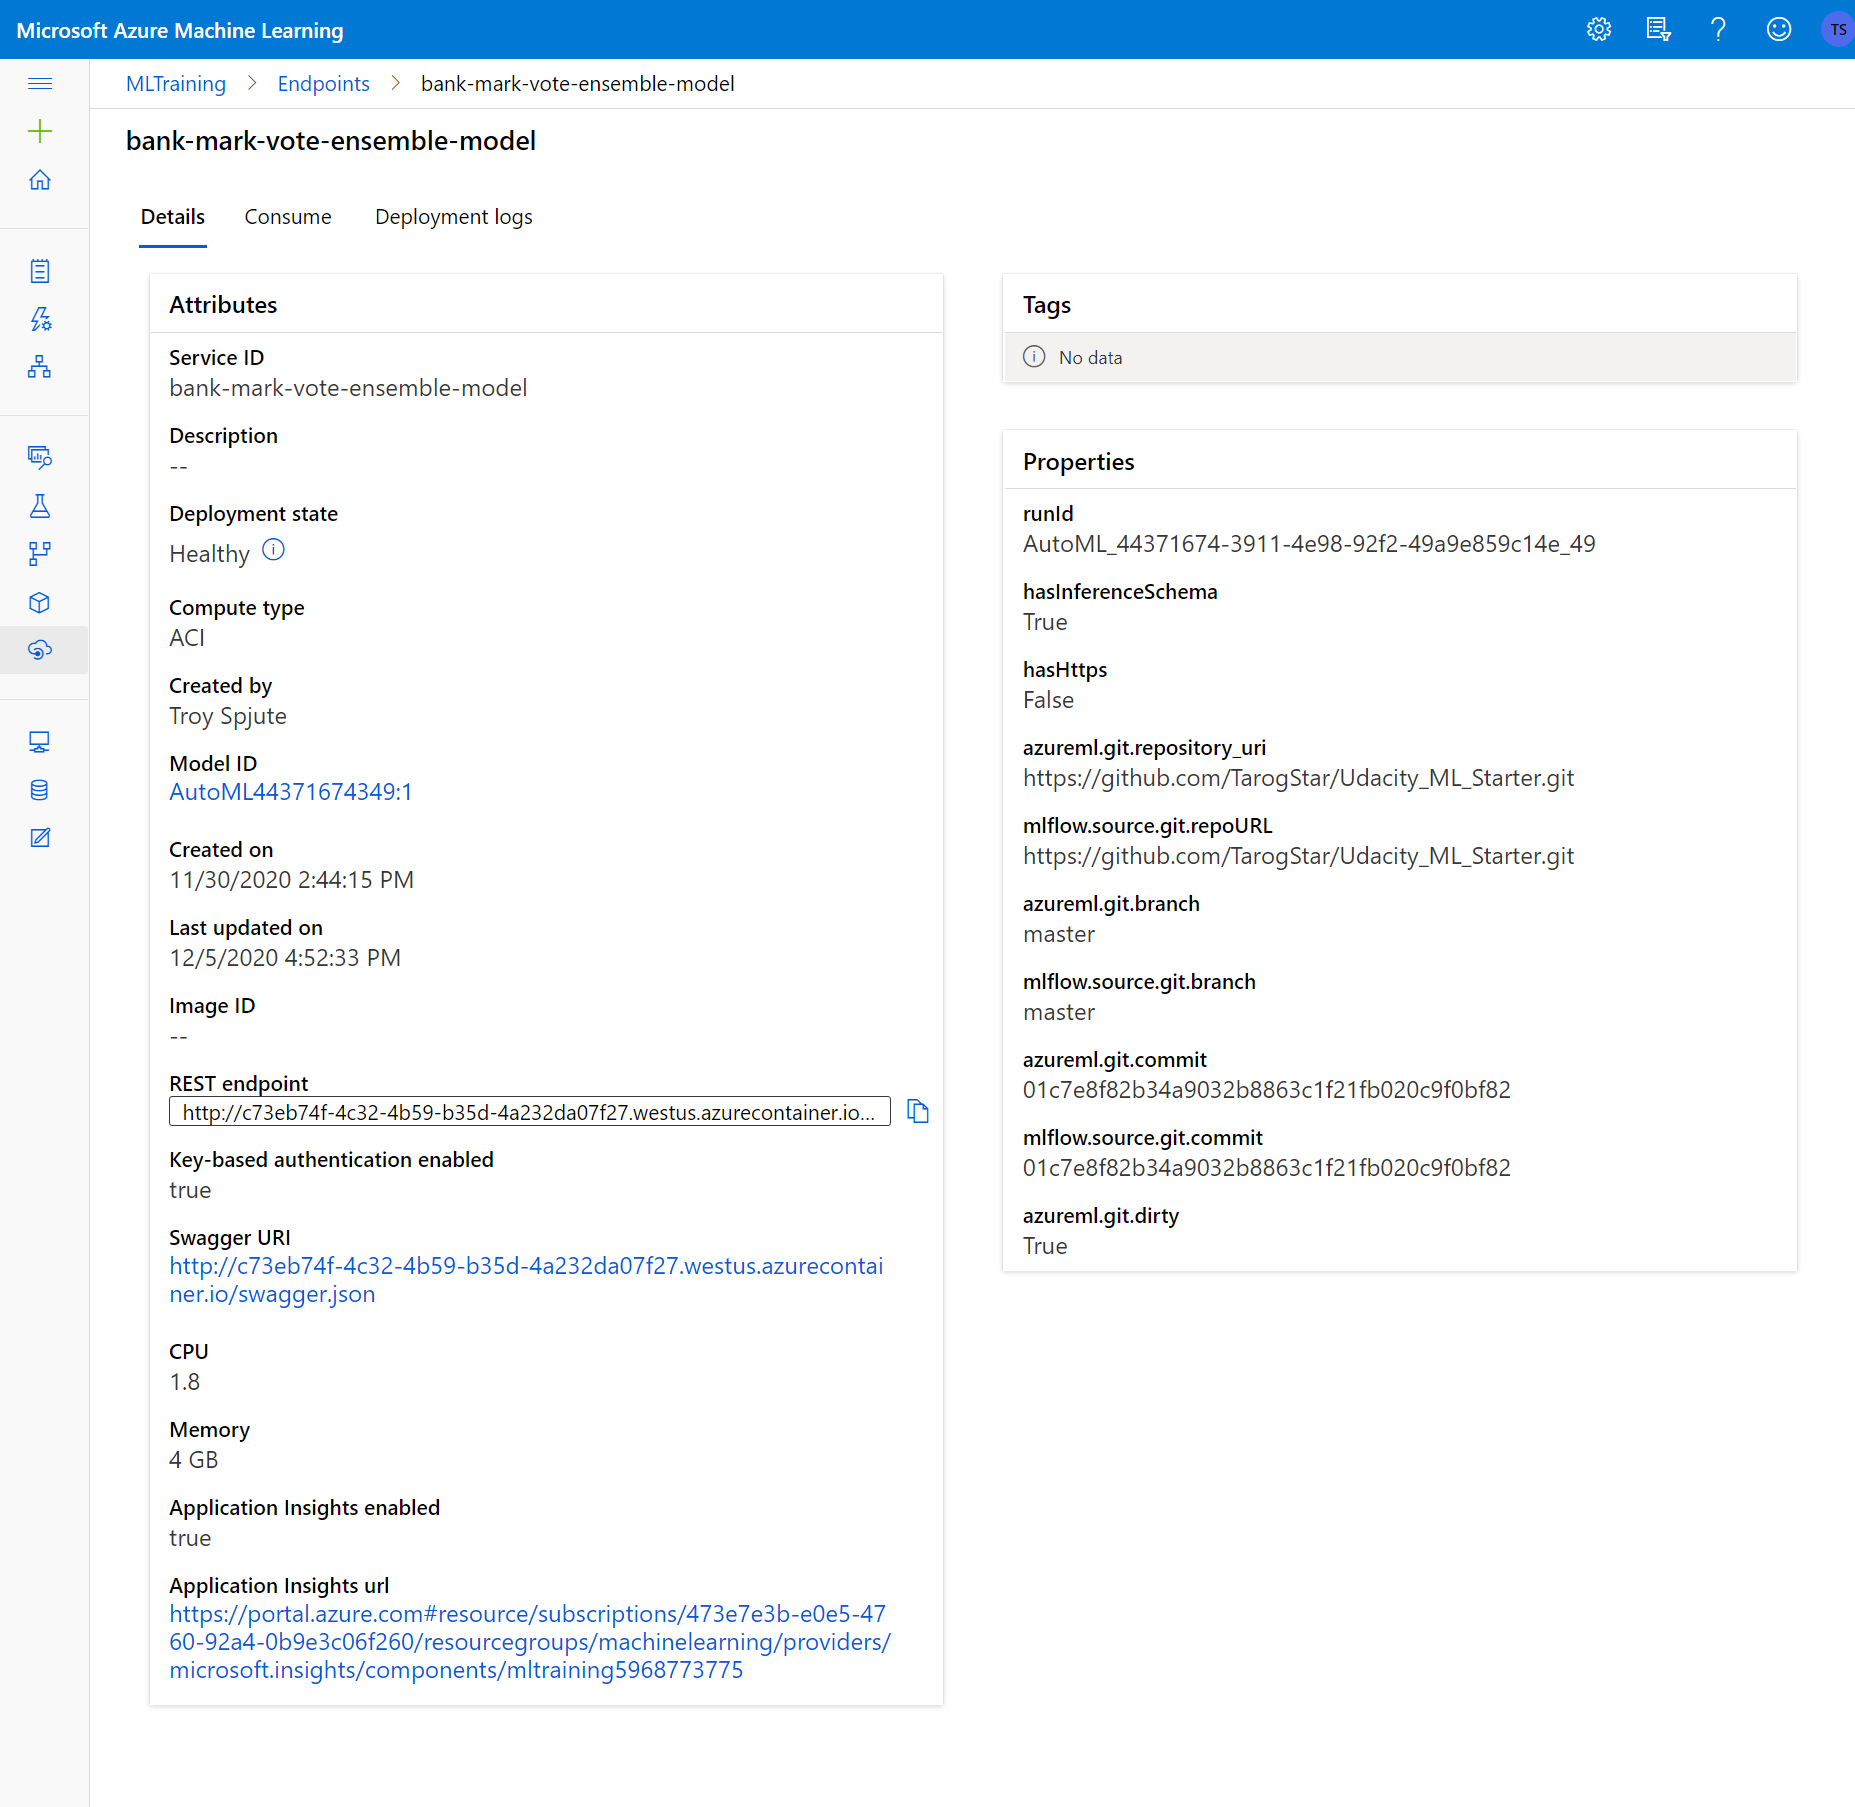 Microsoft Azure Machine Learning
TS
MLTraining > Endpoints > bank-mark-vote-ensemble-model
bank-mark-vote-ensemble-model
Details Consume Deployment logs
Attributes
Service ID
bank-mark-vote-ensemble-model
Description
--
Deployment state
Healthy
Compute type
ACI
Created by
Troy Spjute
Model ID
AutoML44371674349:1
Created on
11/30/2020 2:44:15 PM
Last updated on
12/5/2020 4:52:33 PM
Image ID
--
REST endpoint
http://c73eb74f-4c32-4b59-b35d-4a232da07f27.westus.azurecontainer.io...
Key-based authentication enabled
true
Swagger URI
http://c73eb74f-4c32-4b59-b35d-4a232da07f27.westus.azurecontai
ner.io/swagger.json
CPU
1.8
Memory
4 GB
Application Insights enabled
true
Application Insights url
https://portal.azure.com#resource/subscriptions/473e7e3b-e0e5-47
60-92a4-0b9e3c06f260/resourcegroups/machinelearning/providers/
microsoft.insights/components/mltraining5968773775
Tags
No data
Properties
runId
AutoML_44371674-3911-4e98-92f2-49a9e859c14e_49
hasInferenceSchema
True
hasHttps
False
azureml.git.repository_uri
https://github.com/TarogStar/Udacity_ML_Starter.git
mlflow.source.git.repoURL
https://github.com/TarogStar/Udacity_ML_Starter.git
azureml.git.branch
master
mlflow.source.git.branch
master
azureml.git.commit
01c7e8f82b34a9032b8863c1f21fb020c9f0bf82
mlflow.source.git.commit
01c7e8f82b34a9032b8863c1f21fb020c9f0bf82
azureml.git.dirty
True